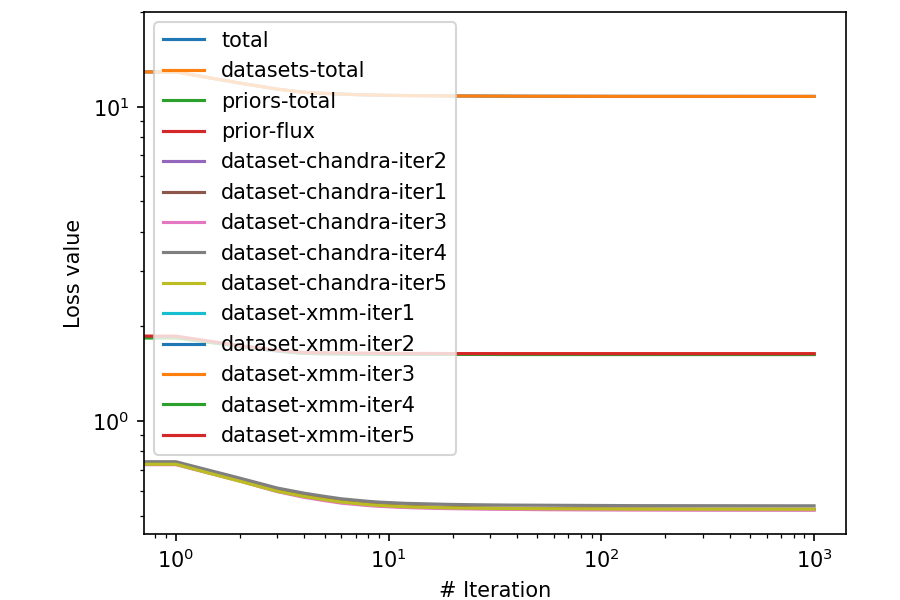 total
datasets-total
priors-total
prior-flux
dataset-chandra-iter2
dataset-chandra-iter1
dataset-chandra-iter3
dataset-chandra-iter4
dataset-chandra-iter5
dataset-xmm-iter1
dataset-xmm-iter2
dataset-xmm-iter3
dataset-xmm-iter4
dataset-xmm-iter5
10¹
10⁰
Loss value
10⁰ 10¹ 10² 10³
# Iteration